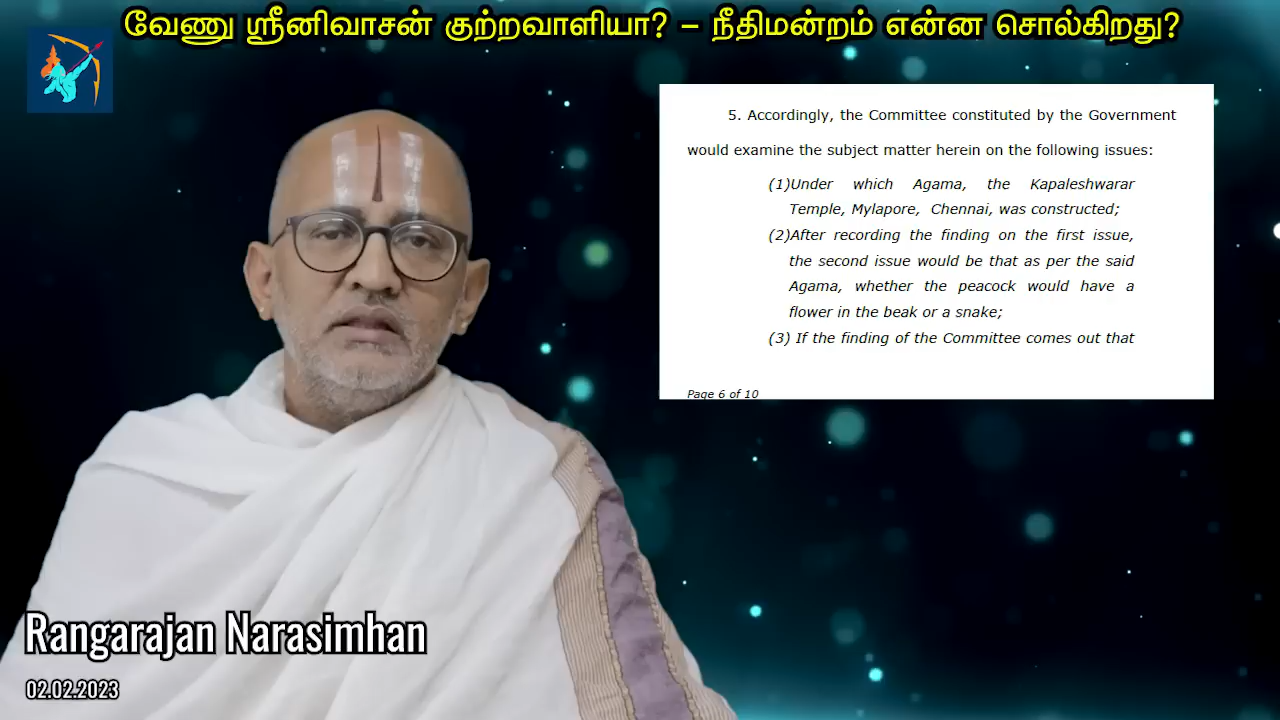 வேணு ஸ்ரீனிவாசன் குற்றவாளியா? – நீதிமன்றம் என்ன சொல்கிறது?
5. Accordingly, the Committee constituted by the Government
would examine the subject matter herein on the following issues:
(1)Under which Agama, the Kapaleshwarar
Temple, Mylapore, Chennai, was constructed;
(2)After recording the finding on the first issue,
the second issue would be that as per the said
Agama, whether the peacock would have a
flower in the beak or a snake;
(3) If the finding of the Committee comes out that
Page 6 of 10
Rangarajan Narasimhan
02.02.2023